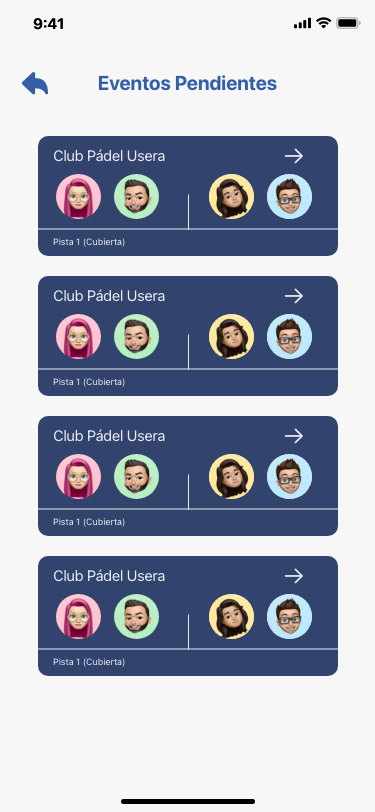 9:41
Eventos Pendientes
Club Pádel Usera
Pista 1 (Cubierta)
Club Pádel Usera
Pista 1 (Cubierta)
Club Pádel Usera
Pista 1 (Cubierta)
Club Pádel Usera
Pista 1 (Cubierta)